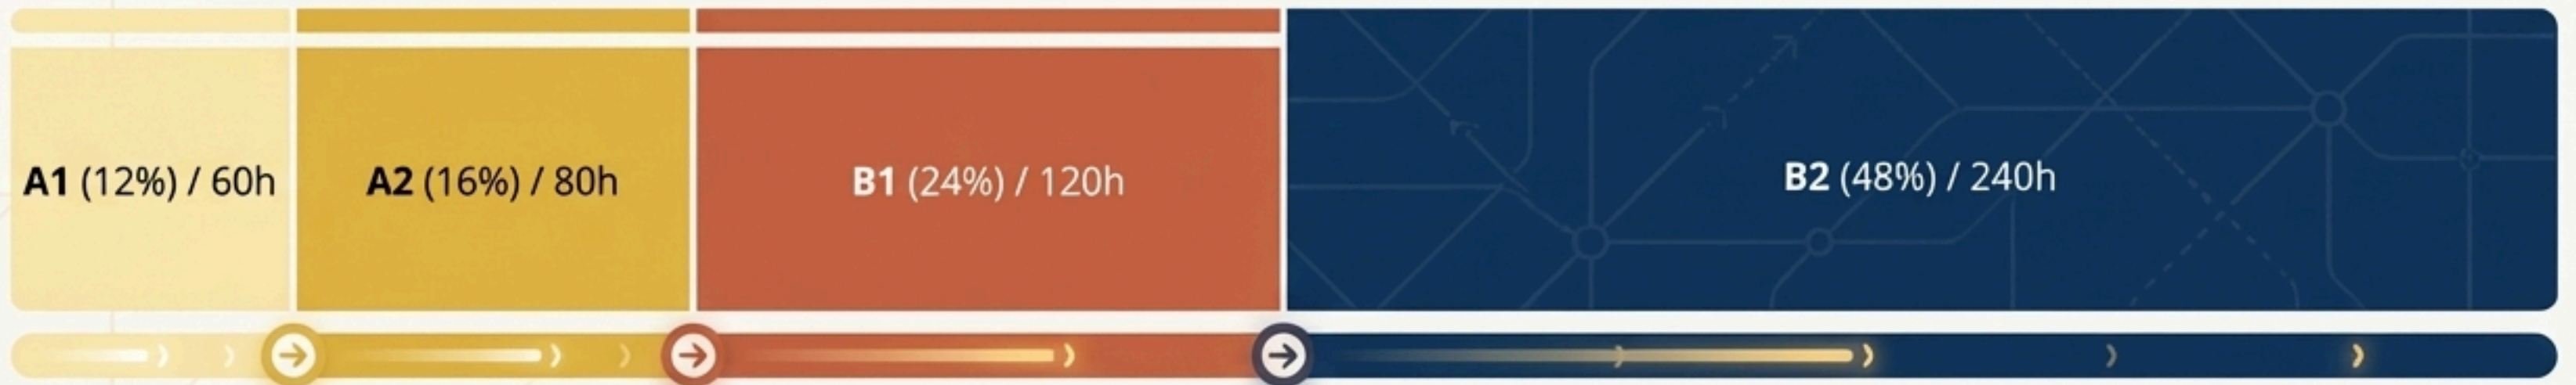 A1 (12%) / 60h
A2 (16%) / 80h
B1 (24%) / 120h
B2 (48%) / 240h